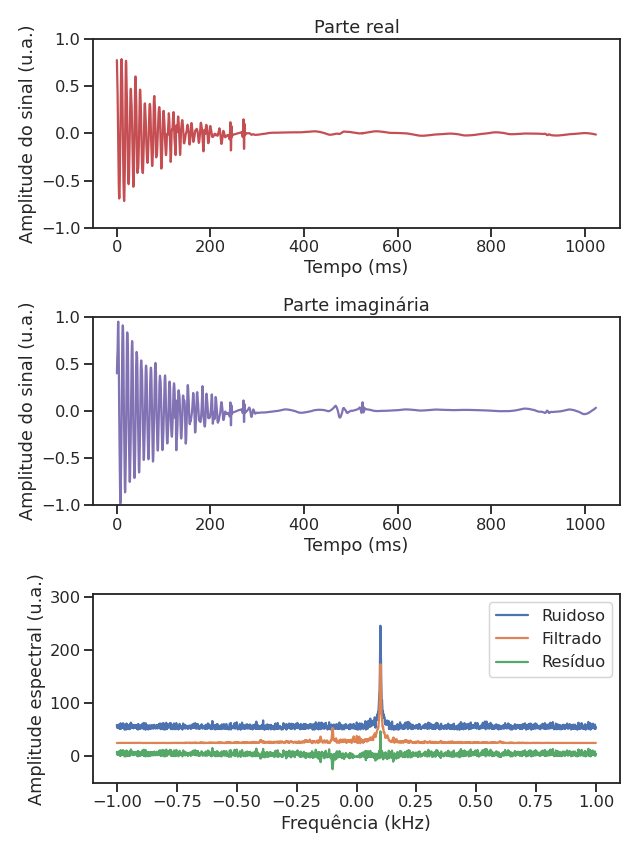 Parte real
Amplitude do sinal (u.a.)
1.0
0.5
0.0
−0.5
−1.0
0 200 400 600 800 1000
Tempo (ms)
Parte imaginária
Amplitude do sinal (u.a.)
1.0
0.5
0.0
−0.5
−1.0
0 200 400 600 800 1000
Tempo (ms)
Amplitude espectral (u.a.)
300
200
100
0
Ruidoso
Filtrado
Resíduo
−1.00 −0.75 −0.50 −0.25 0.00 0.25 0.50 0.75 1.00
Frequência (kHz)